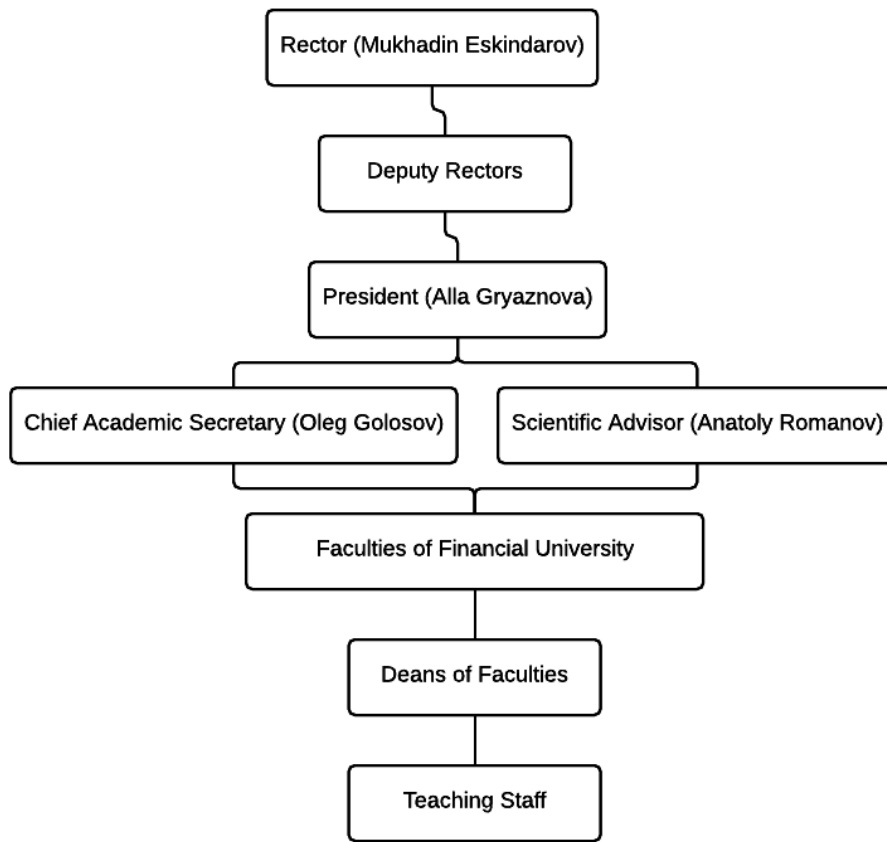 Rector (Mukhadin Eskindarov)
Deputy Rectors
President (Alla Gryaznova)
Chief Academic Secretary (Oleg Golosov)
Scientific Advisor (Anatoly Romanov)
Faculties of Financial University
Deans of Faculties
Teaching Staff